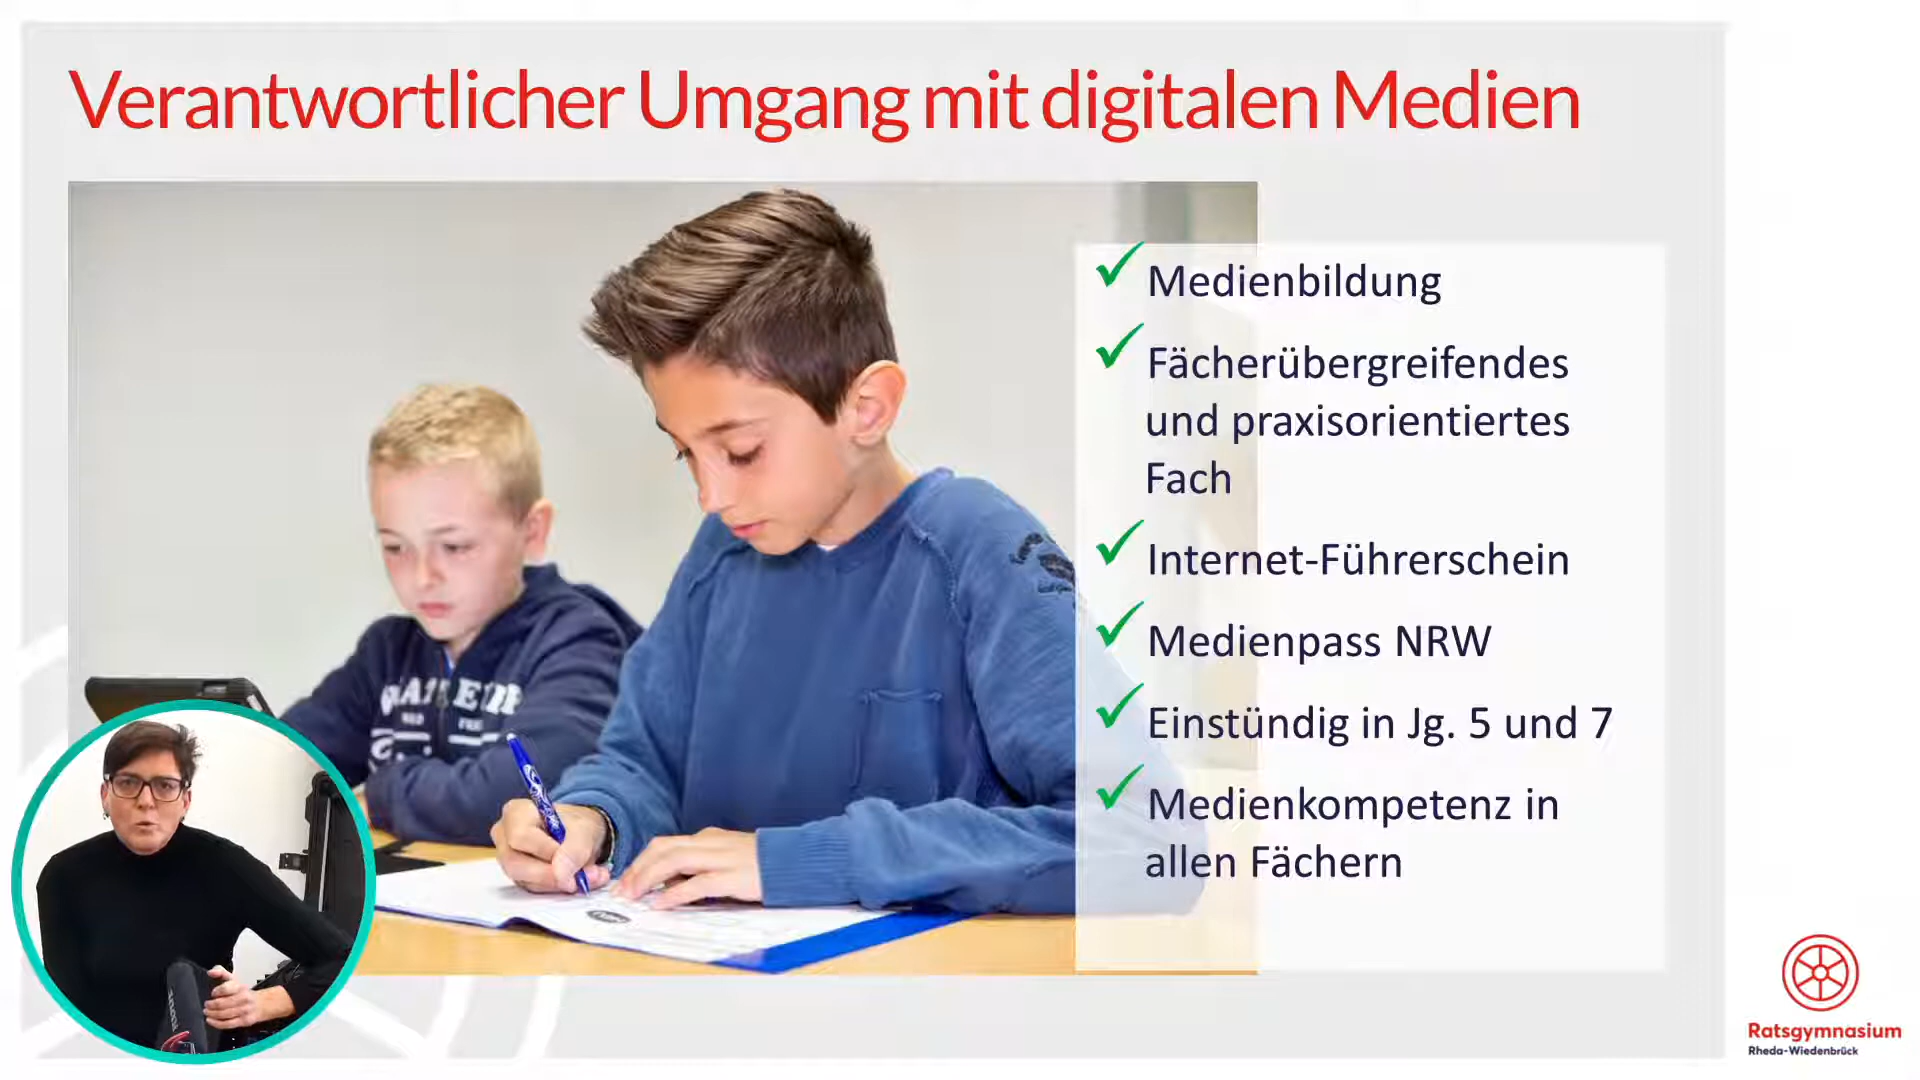 Verantwortlicher Umgang mit digitalen Medien
Medienbildung
Fächerübergreifendes
und praxisorientiertes
Fach
Internet-Führerschein
Medienpass NRW
Einstündig in Jg. 5 und 7
Medienkompetenz in
allen Fächern
Ratsgymnasium
Rheda-Wiedenbrück